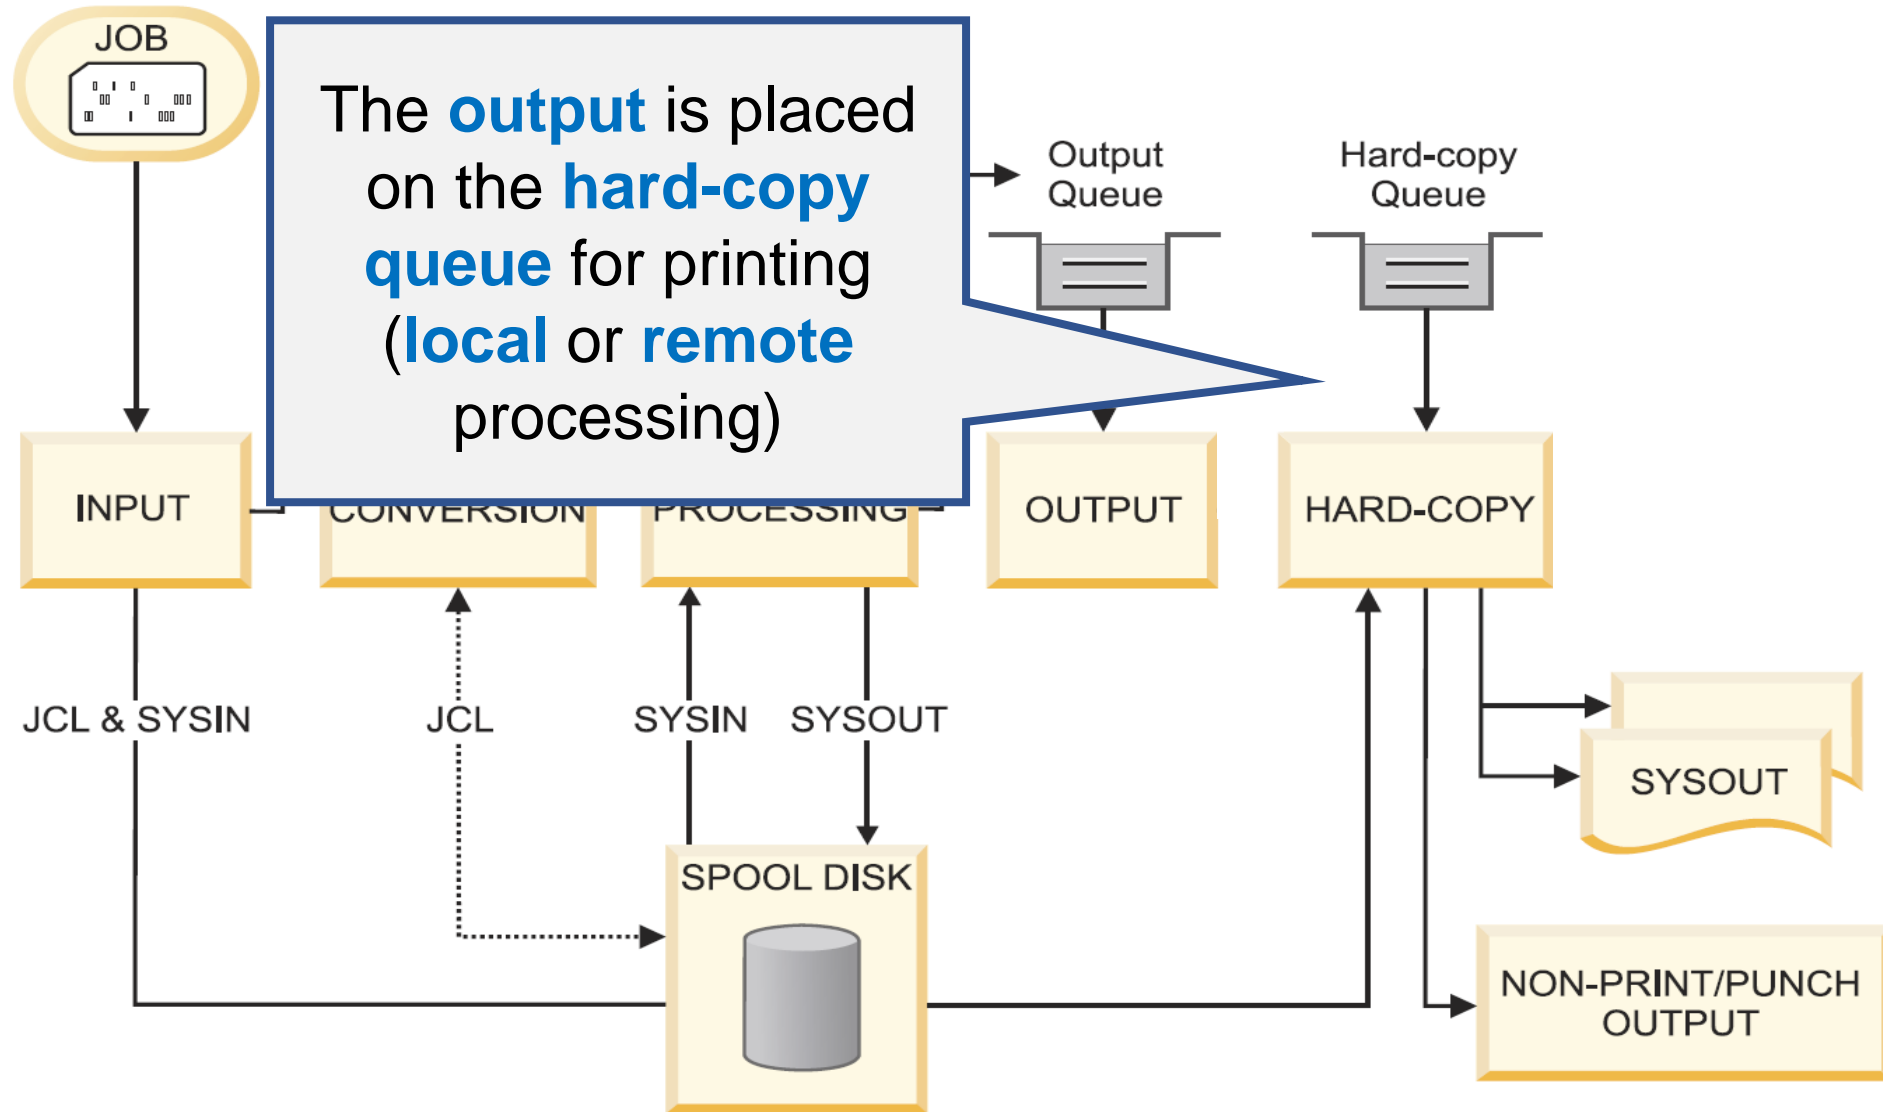 JOB
The output is placed
on the hard-copy
queue for printing
(local or remote
processing)
Output
Queue
Hard-copy
Queue
INPUT
CONVERSION
PROCESSING
OUTPUT
HARD-COPY
JCL & SYSIN
JCL
SYSIN
SYSOUT
SYSOUT
SPOOL DISK
NON-PRINT/PUNCH
OUTPUT